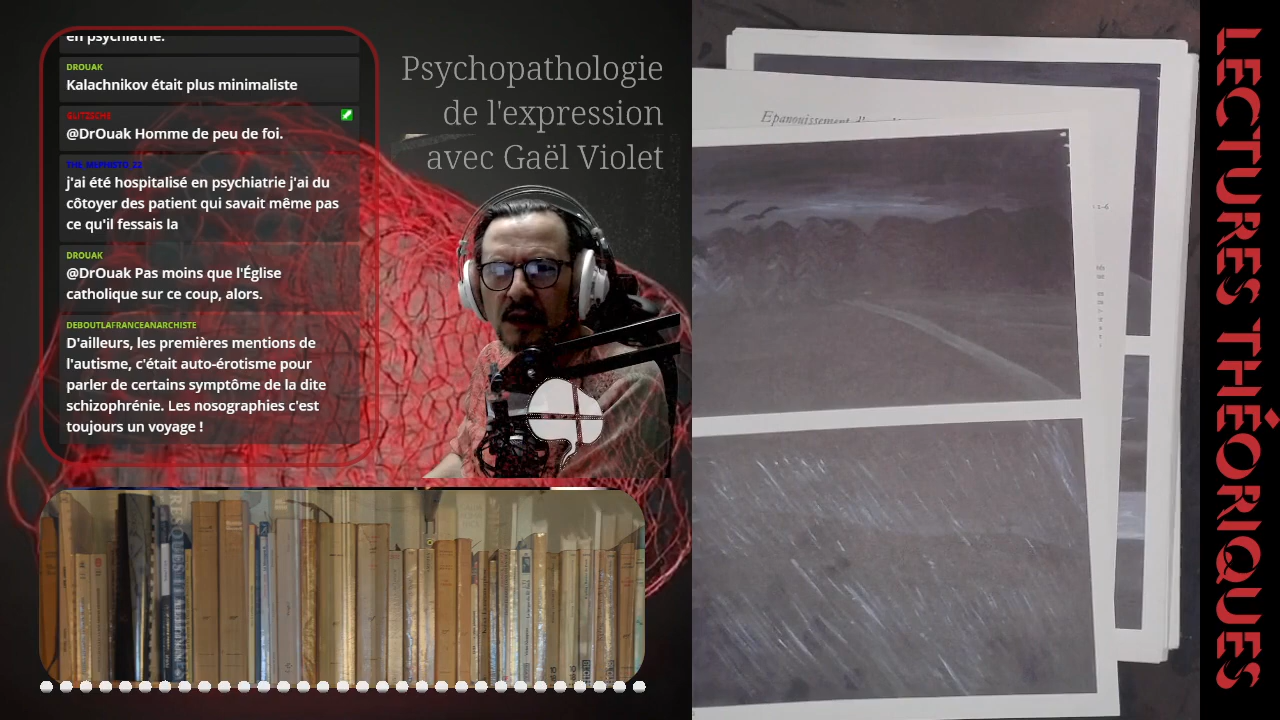 en psychiatrie.
DROUAK
Kalachnikov était plus minimaliste
GLITZSCHE
@DrOuak Homme de peu de foi.
THE_MEPHISTO_22
j'ai été hospitalisé en psychiatrie j'ai du
côtoyer des patient qui savait même pas
ce qu'il fessais la
DROUAK
@DrOuak Pas moins que l'Église
catholique sur ce coup, alors.
DEBOUTLAFRANCEANARCHISTE
D'ailleurs, les premières mentions de
l'autisme, c'était auto-érotisme pour
parler de certains symptôme de la dite
schizophrénie. Les nosographies c'est
toujours un voyage !
Psychopathologie
de l'expression
avec Gaël Violet
Epanouissement
LECTURES THÉORIQUES